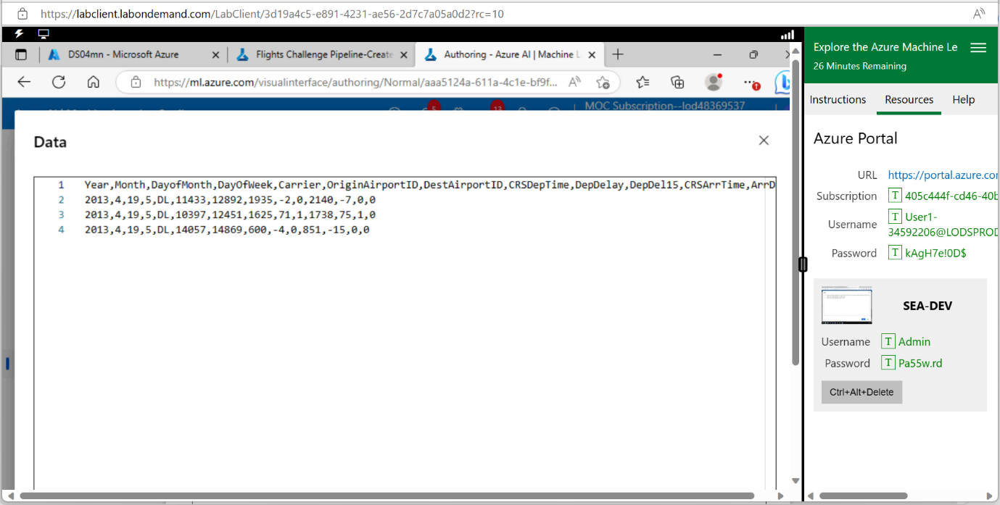 https://labclient.labondemand.com/LabClient/3d19a4c5-e891-4231-ae56-2d7c7a05a0d2?rc=10
DS04mn - Microsoft Azure
Flights Challenge Pipeline-Create
Authoring - Azure AI | Machine L
https://ml.azure.com/visualinterface/authoring/Normal/aaa5124a-611a-4c1e-bf9f...
5
13
MOC Subscription--lod48369537
Data
1 Year,Month,DayofMonth,DayOfWeek,Carrier,OriginAirportID,DestAirportID,CRSDepTime,DepDelay,DepDel15,CRSArrTime,ArrD
2 2013,4,19,5,DL,11433,12892,1935,-2,0,2140,-7,0,0
3 2013,4,19,5,DL,10397,12451,1625,71,1,1738,75,1,0
4 2013,4,19,5,DL,14057,14869,600,-4,0,851,-15,0,0
Explore the Azure Machine Le
26 Minutes Remaining
Instructions Resources Help
Azure Portal
URL https://portal.azure.co
Subscription T 405c444f-cd46-40b
Username T User1-
34592206@LODSPROD
Password T kAgH7e!0D$
SEA-DEV
Username T Admin
Password T Pa55w.rd
Ctrl+Alt+Delete